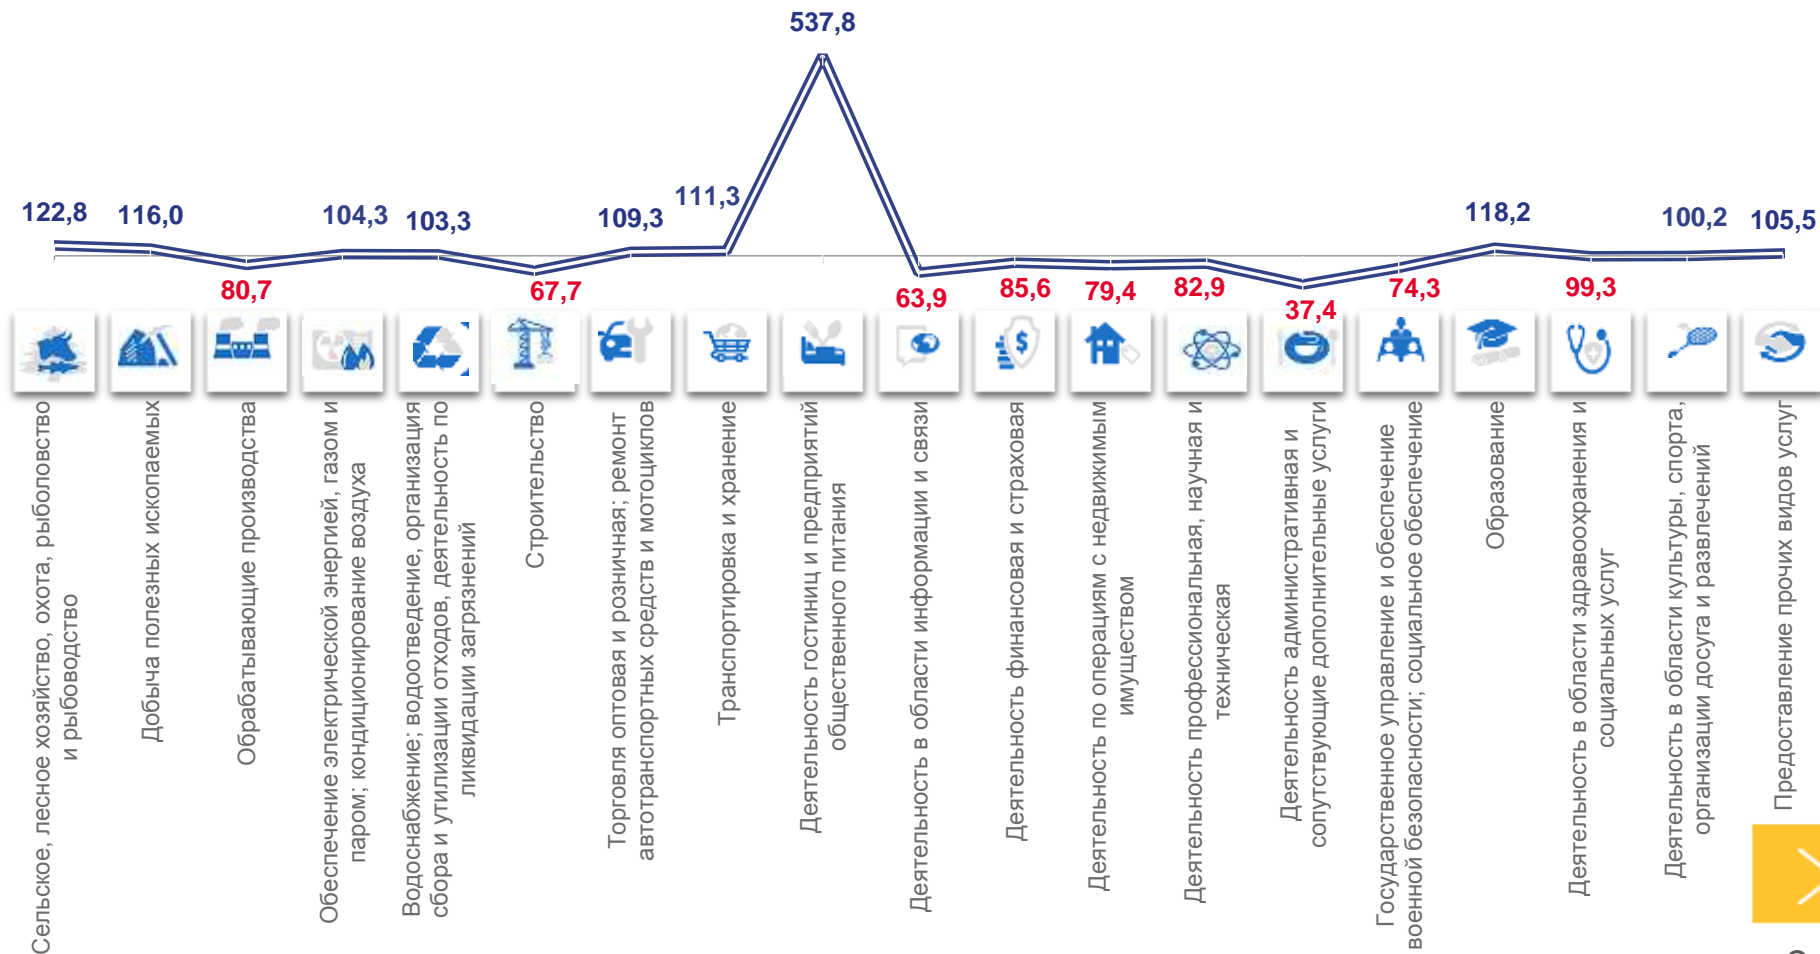 537,8
122,8
116,0
80,7
104,3
103,3
67,7
109,3
111,3
63,9
85,6
79,4
82,9
37,4
74,3
118,2
99,3
100,2
105,5
Сельское, лесное хозяйство, охота, рыболовство
и рыбоводство
Добыча полезных ископаемых
Обрабатывающие производства
Обеспечение электрической энергией, газом и
паром; кондиционирование воздуха
Водоснабжение; водоотведение, организация
сбора и утилизации отходов, деятельность по
ликвидации загрязнений
Строительство
Торговля оптовая и розничная; ремонт
автотранспортных средств и мотоциклов
Транспортировка и хранение
Деятельность гостиниц и предприятий
общественного питания
Деятельность в области информации и связи
Деятельность финансовая и страховая
Деятельность по операциям с недвижимым
имуществом
Деятельность профессиональная, научная и
техническая
Деятельность административная и
сопутствующие дополнительные услуги
Государственное управление и обеспечение
военной безопасности; социальное обеспечение
Образование
Деятельность в области здравоохранения и
социальных услуг
Деятельность в области культуры, спорта,
организации досуга и развлечений
Предоставление прочих видов услуг